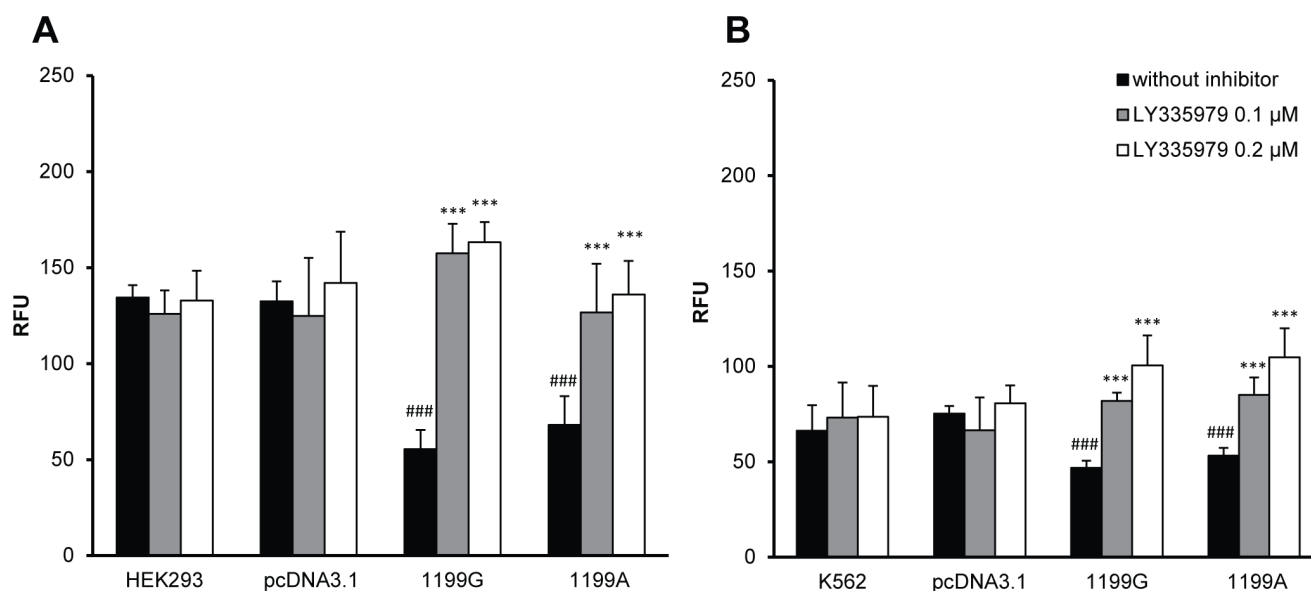 A
250
200
150
100
50
0
RFU
***
***
***
***
###
###
HEK293
pcDNA3.1
1199G
1199A
B
250
200
150
100
50
0
RFU
without inhibitor
LY335979 0.1 µM
LY335979 0.2 µM
***
***
***
***
###
###
K562
pcDNA3.1
1199G
1199A